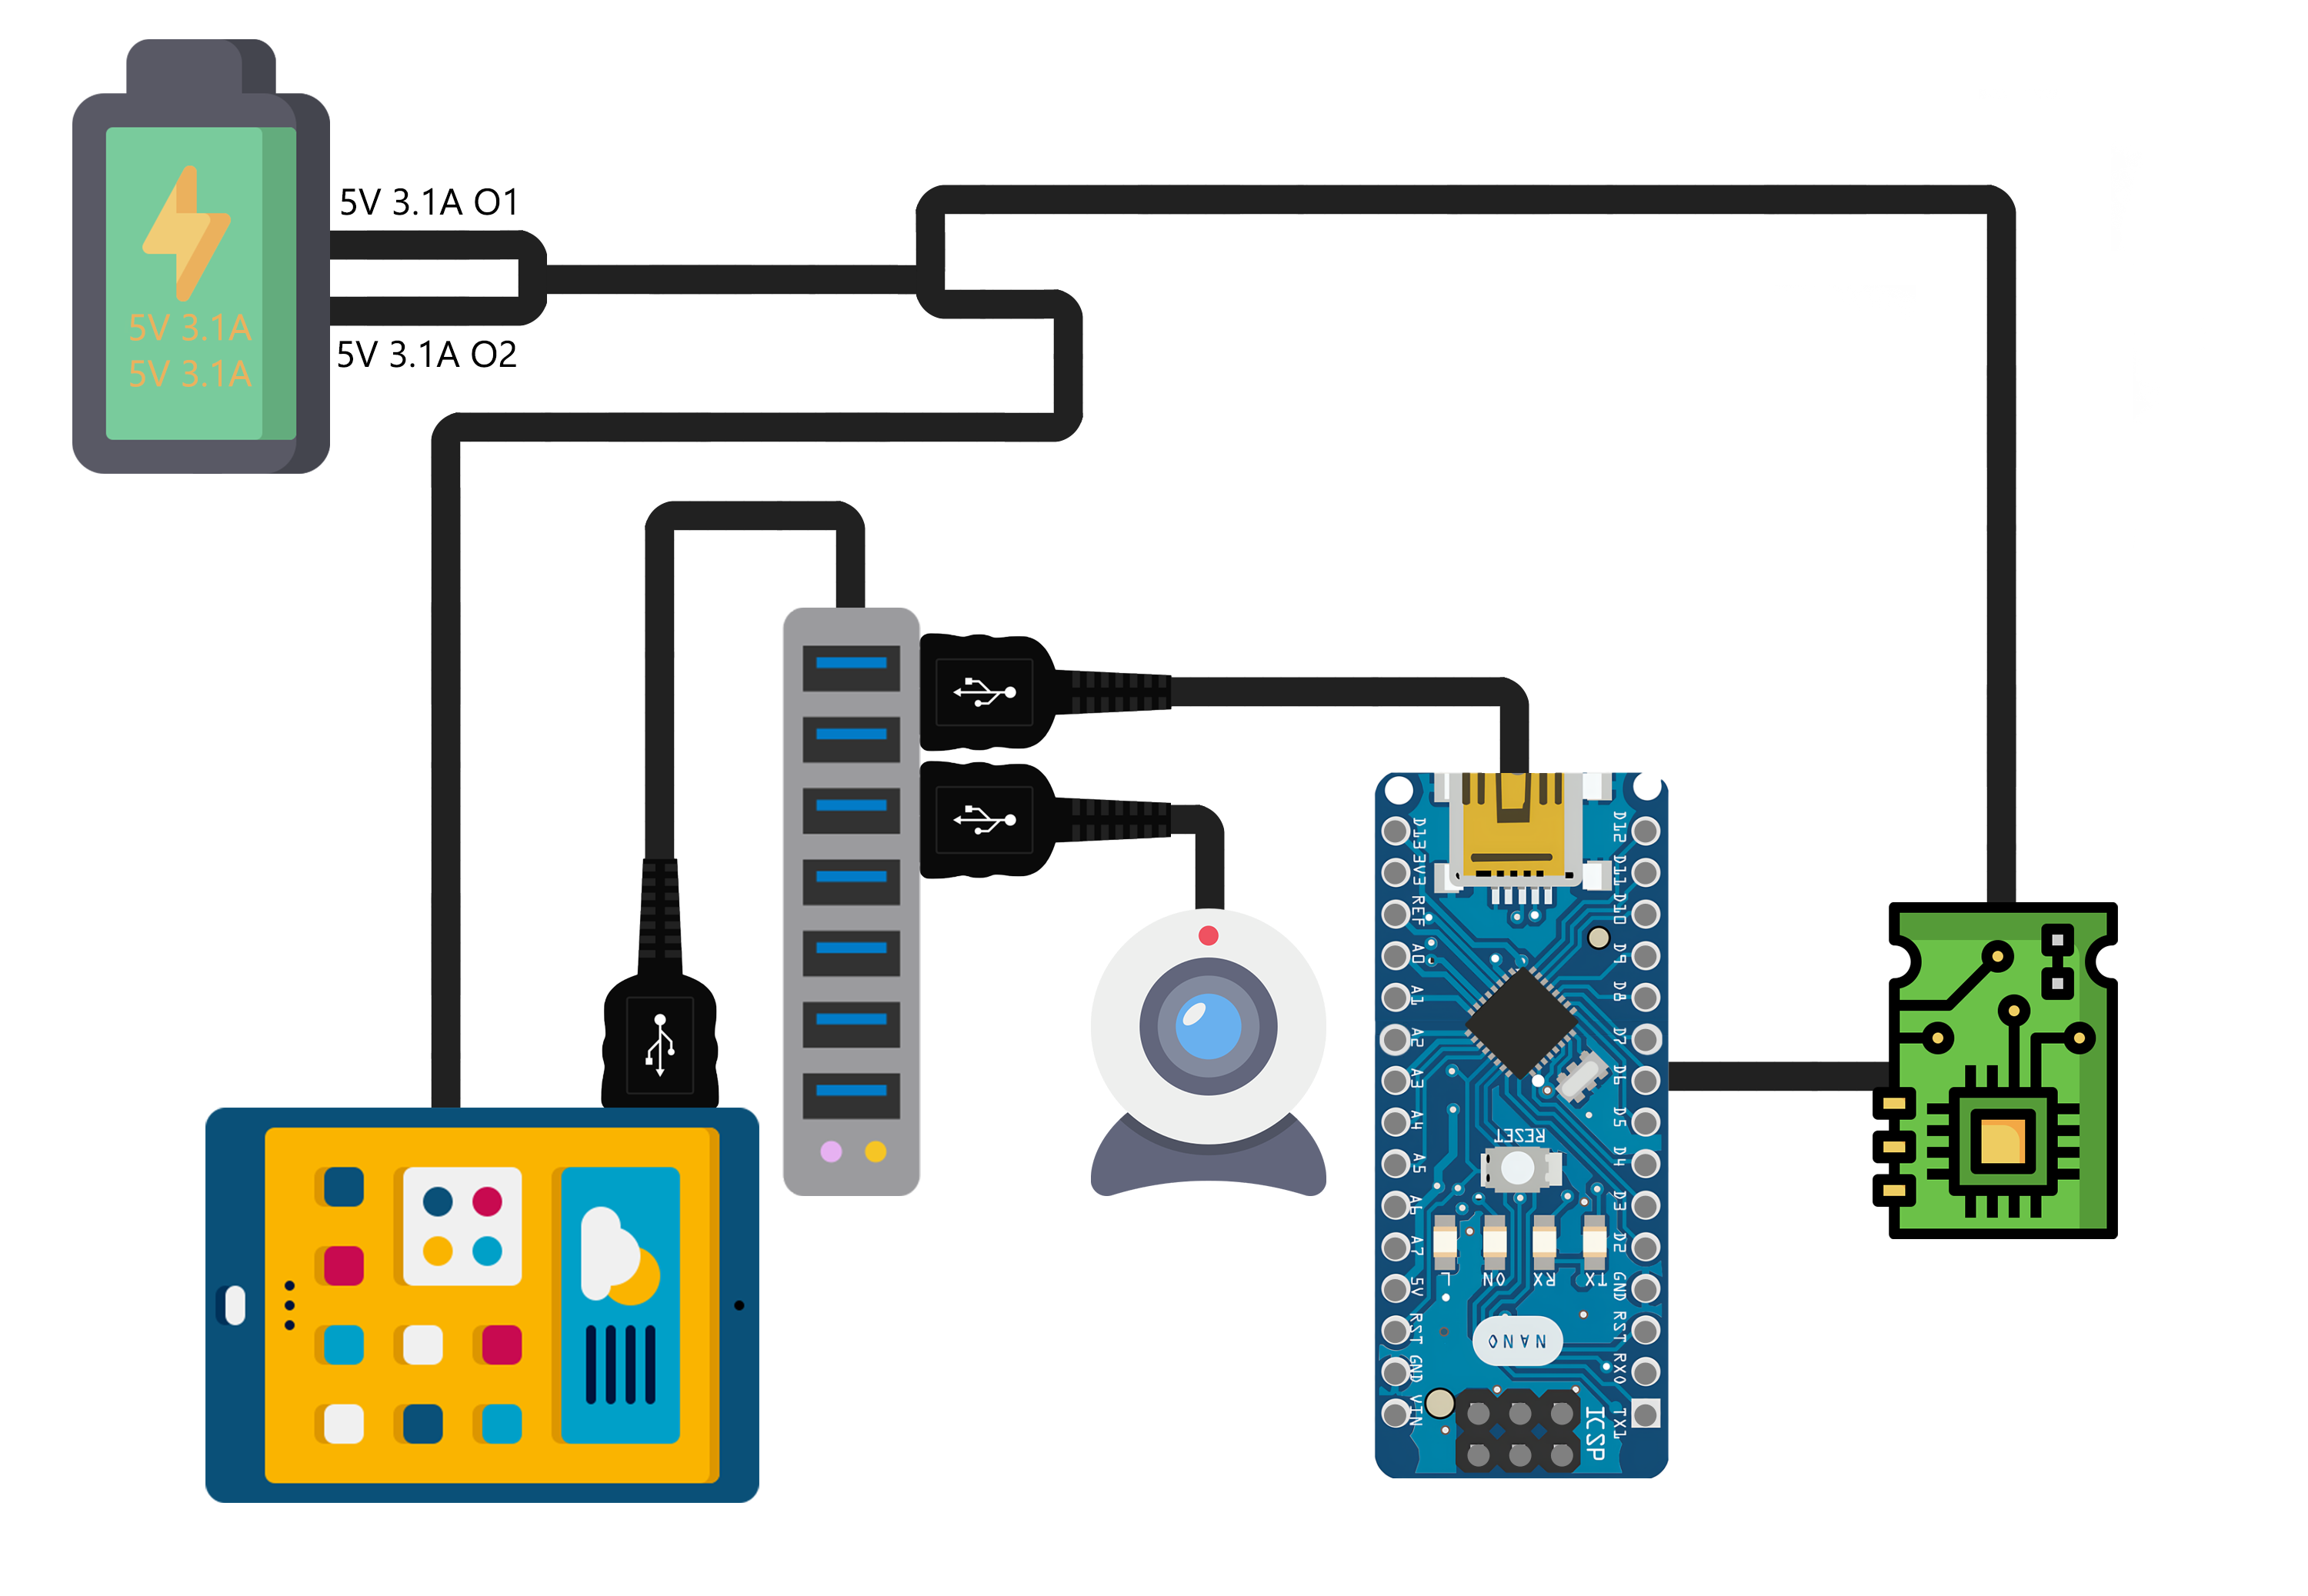 5V 3.1A O1
5V 3.1A
5V 3.1A
5V 3.1A O2
D13
3V3
REF
A0
A1
A2
A3
A4
A5
A6
A7
5V
RST
GND
VIN
D12
D11
D10
D9
D8
D7
D6
D5
D4
D3
D2
GND
RST
RX0
TX1
RESET
L
ON
RX
TX
NANO
ICSP